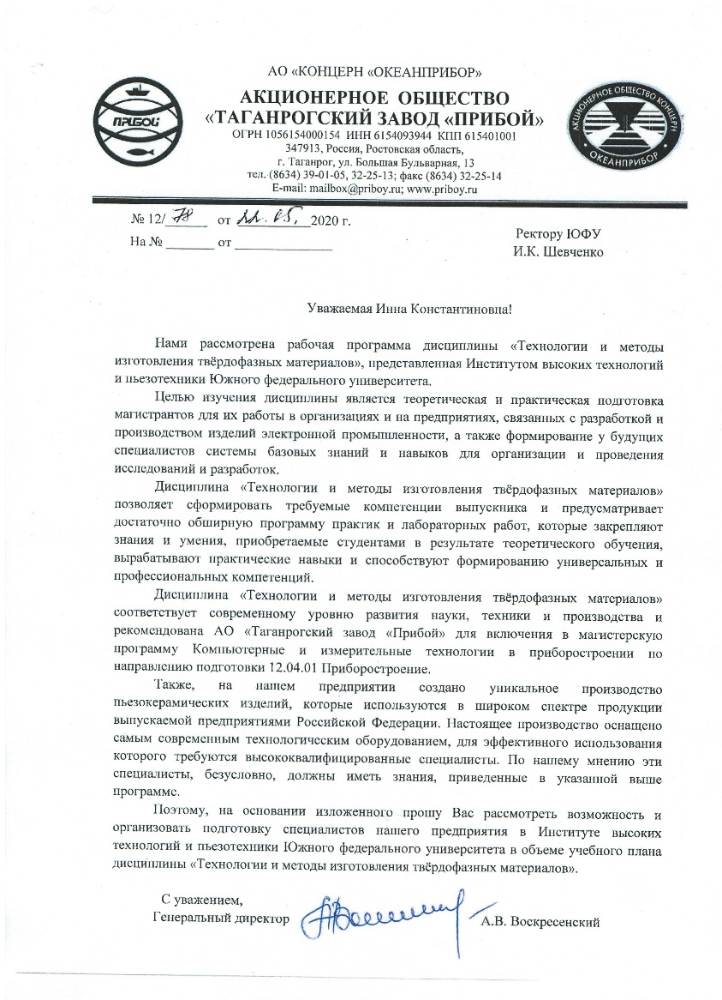 АО «КОНЦЕРН «ОКЕАНПРИБОР»
АКЦИОНЕРНОЕ ОБЩЕСТВО
«ТАГАНРОГСКИЙ ЗАВОД «ПРИБОЙ»
ОГРН 1056154000154 ИНН 6154093944 КПП 615401001
347913, Россия, Ростовская область,
г. Таганрог, ул. Большая Бульварная, 13
тел. (8634) 39-01-05, 32-25-13; факс (8634) 32-25-14
E-mail: mailbox@priboy.ru; www.priboy.ru
ПРИБОЙ
АКЦИОНЕРНОЕ ОБЩЕСТВО КОНЦЕРН
• ОКЕАНПРИБОР •
№ 12/ 78 от 22.05. 2020 г.
На № ________ от ________________
Ректору ЮФУ
И.К. Шевченко
Уважаемая Инна Константиновна!
Нами рассмотрена рабочая программа дисциплины «Технологии и методы
изготовления твёрдофазных материалов», представленная Институтом высоких технологий
и пьезотехники Южного федерального университета.
Целью изучения дисциплины является теоретическая и практическая подготовка
магистрантов для их работы в организациях и на предприятиях, связанных с разработкой и
производством изделий электронной промышленности, а также формирование у будущих
специалистов системы базовых знаний и навыков для организации и проведения
исследований и разработок.
Дисциплина «Технологии и методы изготовления твёрдофазных материалов»
позволяет сформировать требуемые компетенции выпускника и предусматривает
достаточно обширную программу практик и лабораторных работ, которые закрепляют
знания и умения, приобретаемые студентами в результате теоретического обучения,
вырабатывают практические навыки и способствуют формированию универсальных и
профессиональных компетенций.
Дисциплина «Технологии и методы изготовления твёрдофазных материалов»
соответствует современному уровню развития науки, техники и производства и
рекомендована АО «Таганрогский завод «Прибой» для включения в магистерскую
программу Компьютерные и измерительные технологии в приборостроении по
направлению подготовки 12.04.01 Приборостроение.
Также, на нашем предприятии создано уникальное производство
пьезокерамических изделий, которые используются в широком спектре продукции
выпускаемой предприятиями Российской Федерации. Настоящее производство оснащено
самым современным технологическим оборудованием, для эффективного использования
которого требуются высококвалифицированные специалисты. По нашему мнению эти
специалисты, безусловно, должны иметь знания, приведенные в указанной выше
программе.
Поэтому, на основании изложенного прошу Вас рассмотреть возможность и
организовать подготовку специалистов нашего предприятия в Институте высоких
технологий и пьезотехники Южного федерального университета в объеме учебного плана
дисциплины «Технологии и методы изготовления твёрдофазных материалов».
С уважением,
Генеральный директор
А.В. Воскресенский